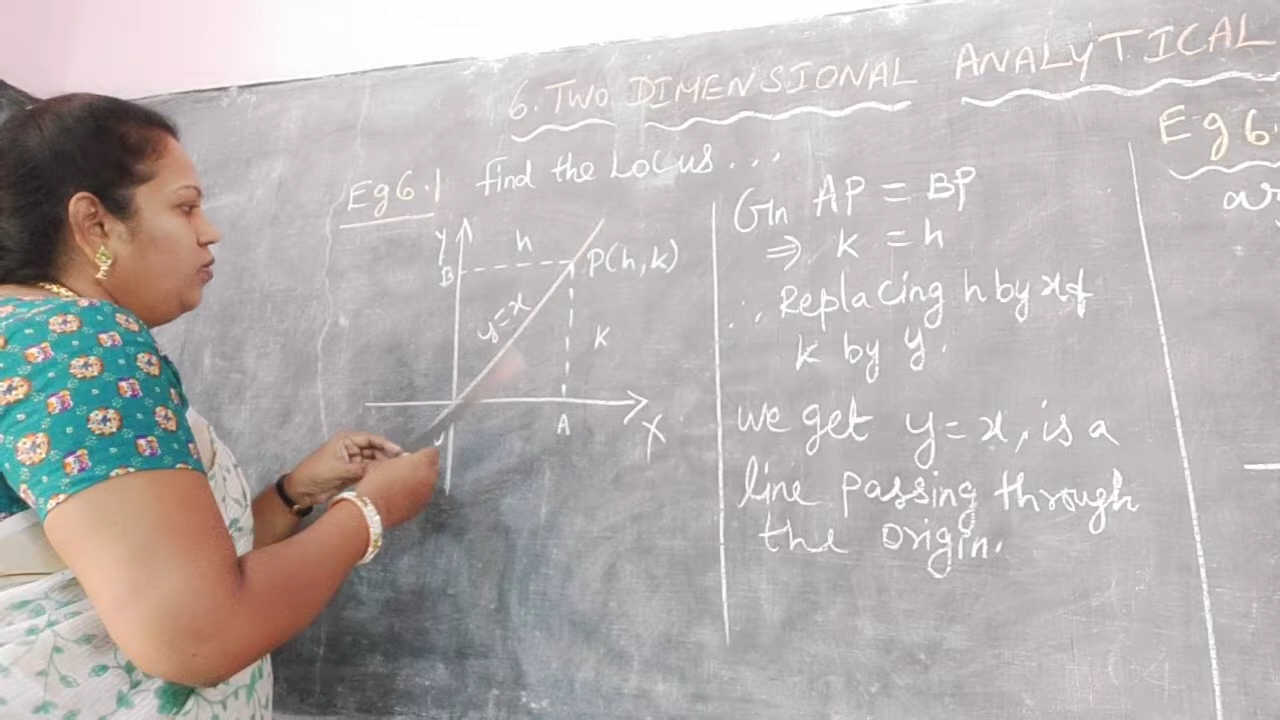 6. TWO DIMENSIONAL ANALYTICAL
Eg 6.1 find the Locus...
Y
h
B
P(h, k)
y=x
k
A
X
Gn AP = BP
⇒ k = h
∴ Replacing h by x &
k by y.
we get y = x, is a
line passing through
the origin.
Eg 6.